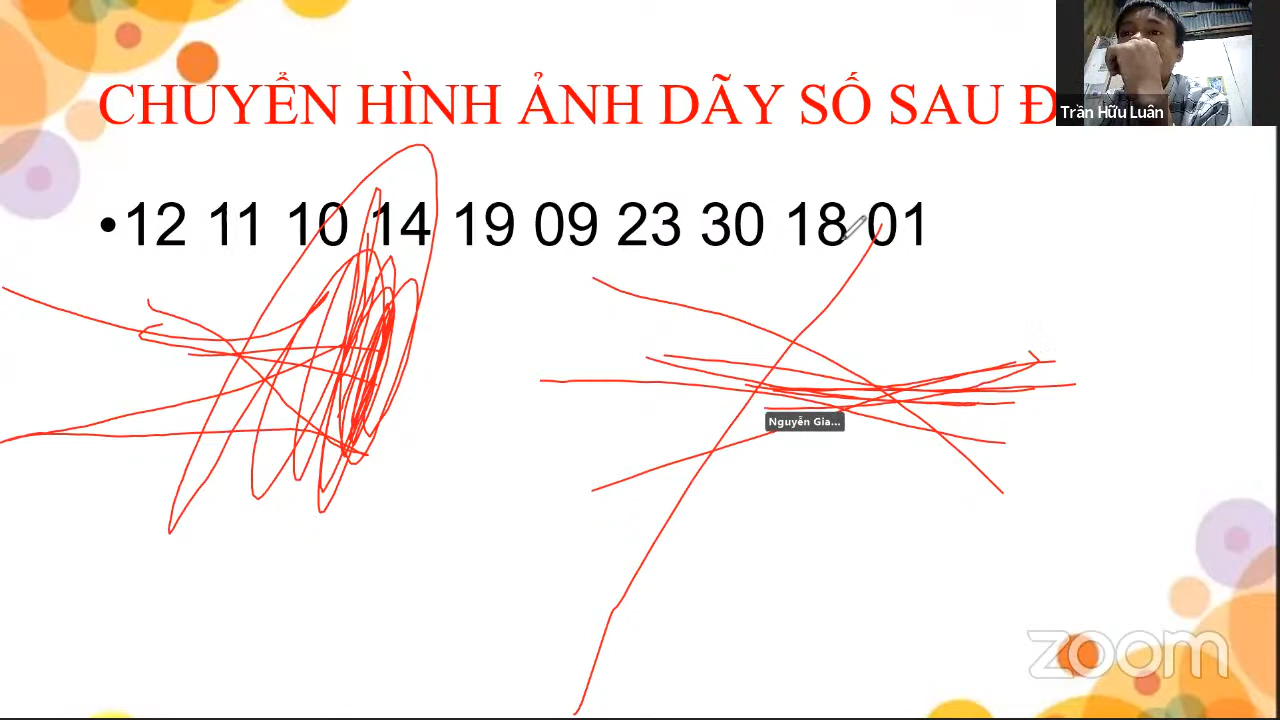 CHUYỂN HÌNH ẢNH DÃY SỐ SAU Đ
Trần Hữu Luân
•12 11 10 14 19 09 23 30 18 01
Nguyễn Gia...
zoom